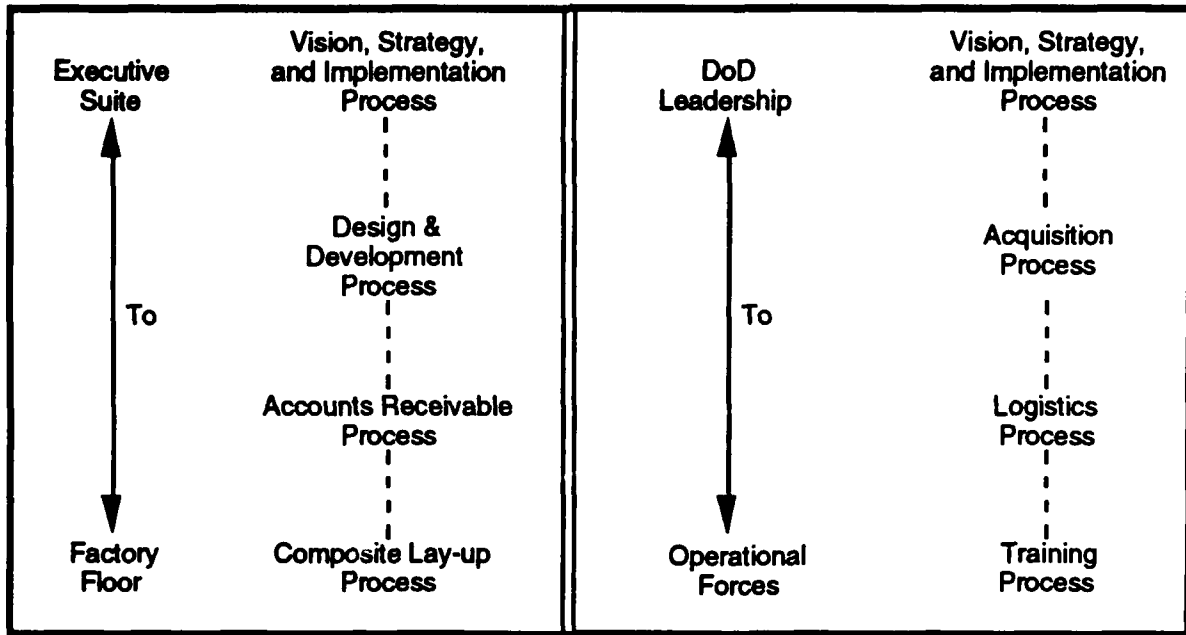 Executive
Suite
Vision, Strategy,
and Implementation
Process
To
Design &
Development
Process
Accounts Receivable
Process
Factory
Floor
Composite Lay-up
Process
DoD
Leadership
Vision, Strategy,
and Implementation
Process
To
Acquisition
Process
Logistics
Process
Operational
Forces
Training
Process